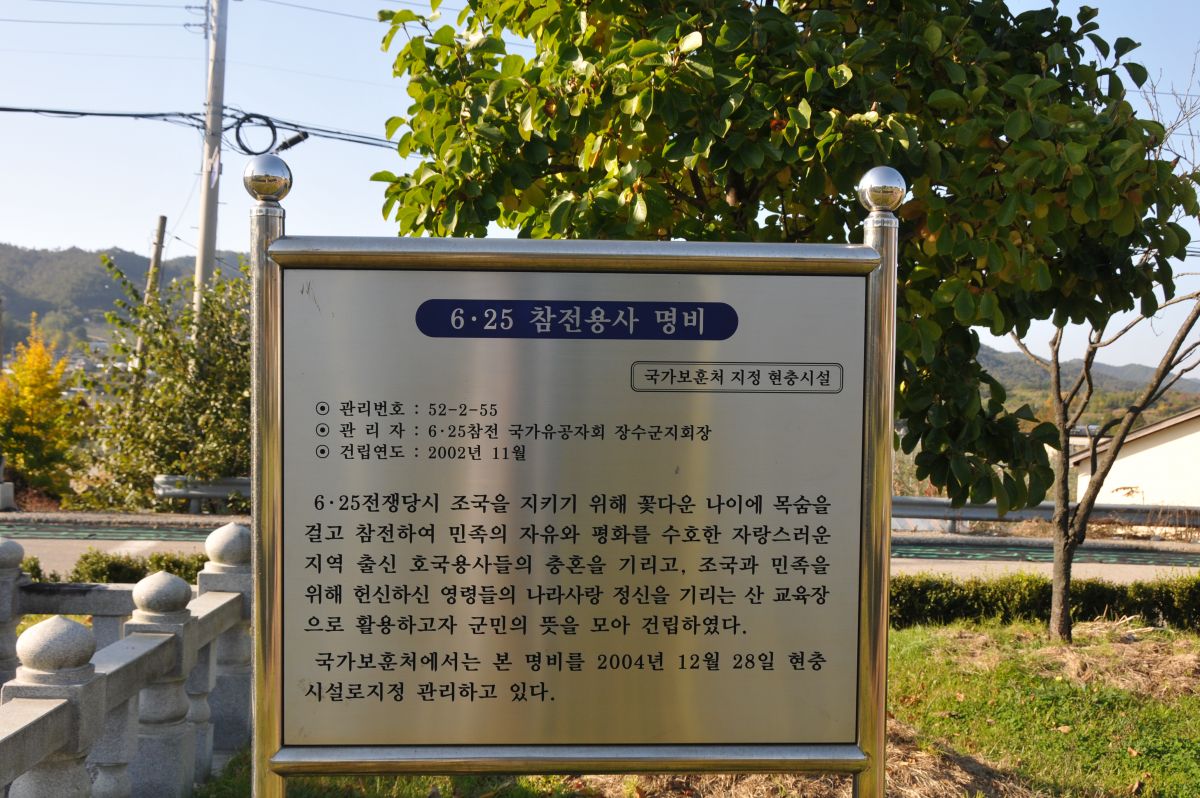 6·25 참전용사 명비
국가보훈처 지정 현충시설
⊙ 관리번호 : 52-2-55
⊙ 관 리 자 : 6·25참전 국가유공자회 장수군지회장
⊙ 건립연도 : 2002년 11월
6·25전쟁당시 조국을 지키기 위해 꽃다운 나이에 목숨을
걸고 참전하여 민족의 자유와 평화를 수호한 자랑스러운
지역 출신 호국용사들의 충혼을 기리고, 조국과 민족을
위해 헌신하신 영령들의 나라사랑 정신을 기리는 산 교육장
으로 활용하고자 군민의 뜻을 모아 건립하였다.
국가보훈처에서는 본 명비를 2004년 12월 28일 현충
시설로지정 관리하고 있다.